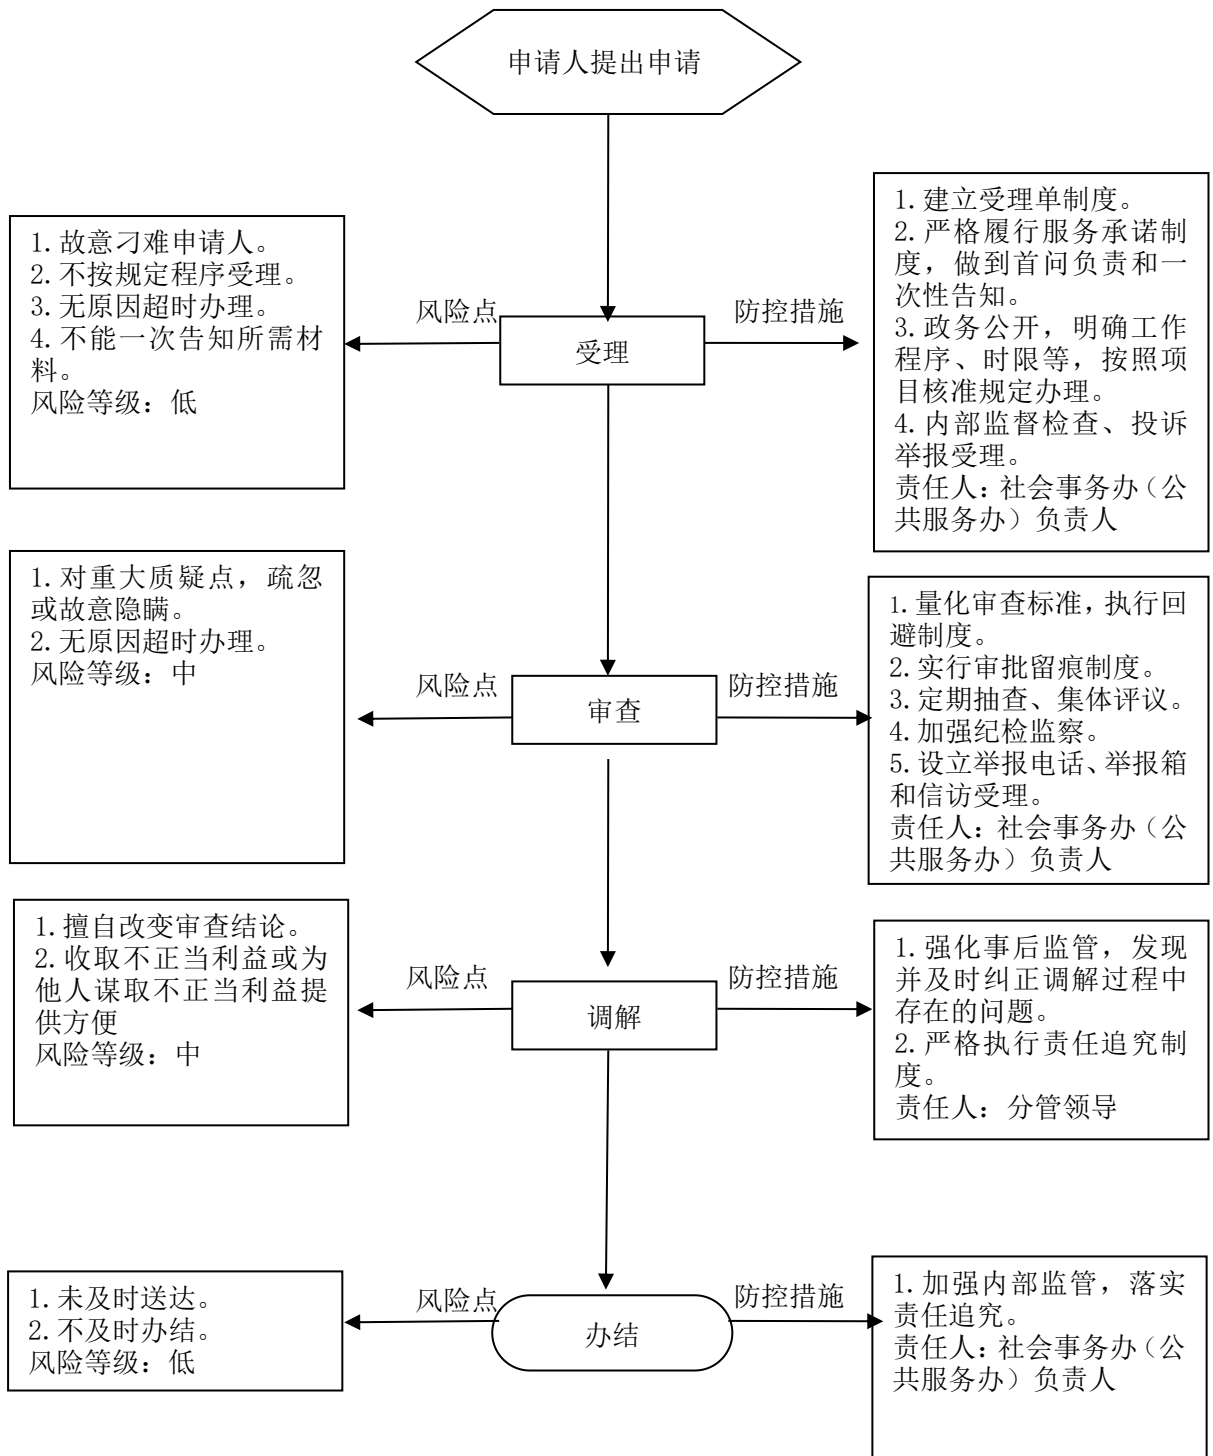 申请人提出申请
1.故意刁难申请人。
2.不按规定程序受理。
3.无原因超时办理。
4.不能一次告知所需材
料。
风险等级：低
风险点
受理
防控措施
1.建立受理单制度。
2.严格履行服务承诺制
度，做到首问负责和一
次性告知。
3.政务公开，明确工作
程序、时限等，按照项
目核准规定办理。
4.内部监督检查、投诉
举报受理。
责任人：社会事务办（公
共服务办）负责人
1.对重大质疑点，疏忽
或故意隐瞒。
2.无原因超时办理。
风险等级：中
风险点
审查
防控措施
1.量化审查标准，执行回
避制度。
2.实行审批留痕制度。
3.定期抽查、集体评议。
4.加强纪检监察。
5.设立举报电话、举报箱
和信访受理。
责任人：社会事务办（公
共服务办）负责人
1.擅自改变审查结论。
2.收取不正当利益或为
他人谋取不正当利益提
供方便
风险等级：中
风险点
调解
防控措施
1.强化事后监管，发现
并及时纠正调解过程中
存在的问题。
2.严格执行责任追究制
度。
责任人：分管领导
1.未及时送达。
2.不及时办结。
风险等级：低
风险点
办结
防控措施
1.加强内部监管，落实
责任追究。
责任人：社会事务办（公
共服务办）负责人